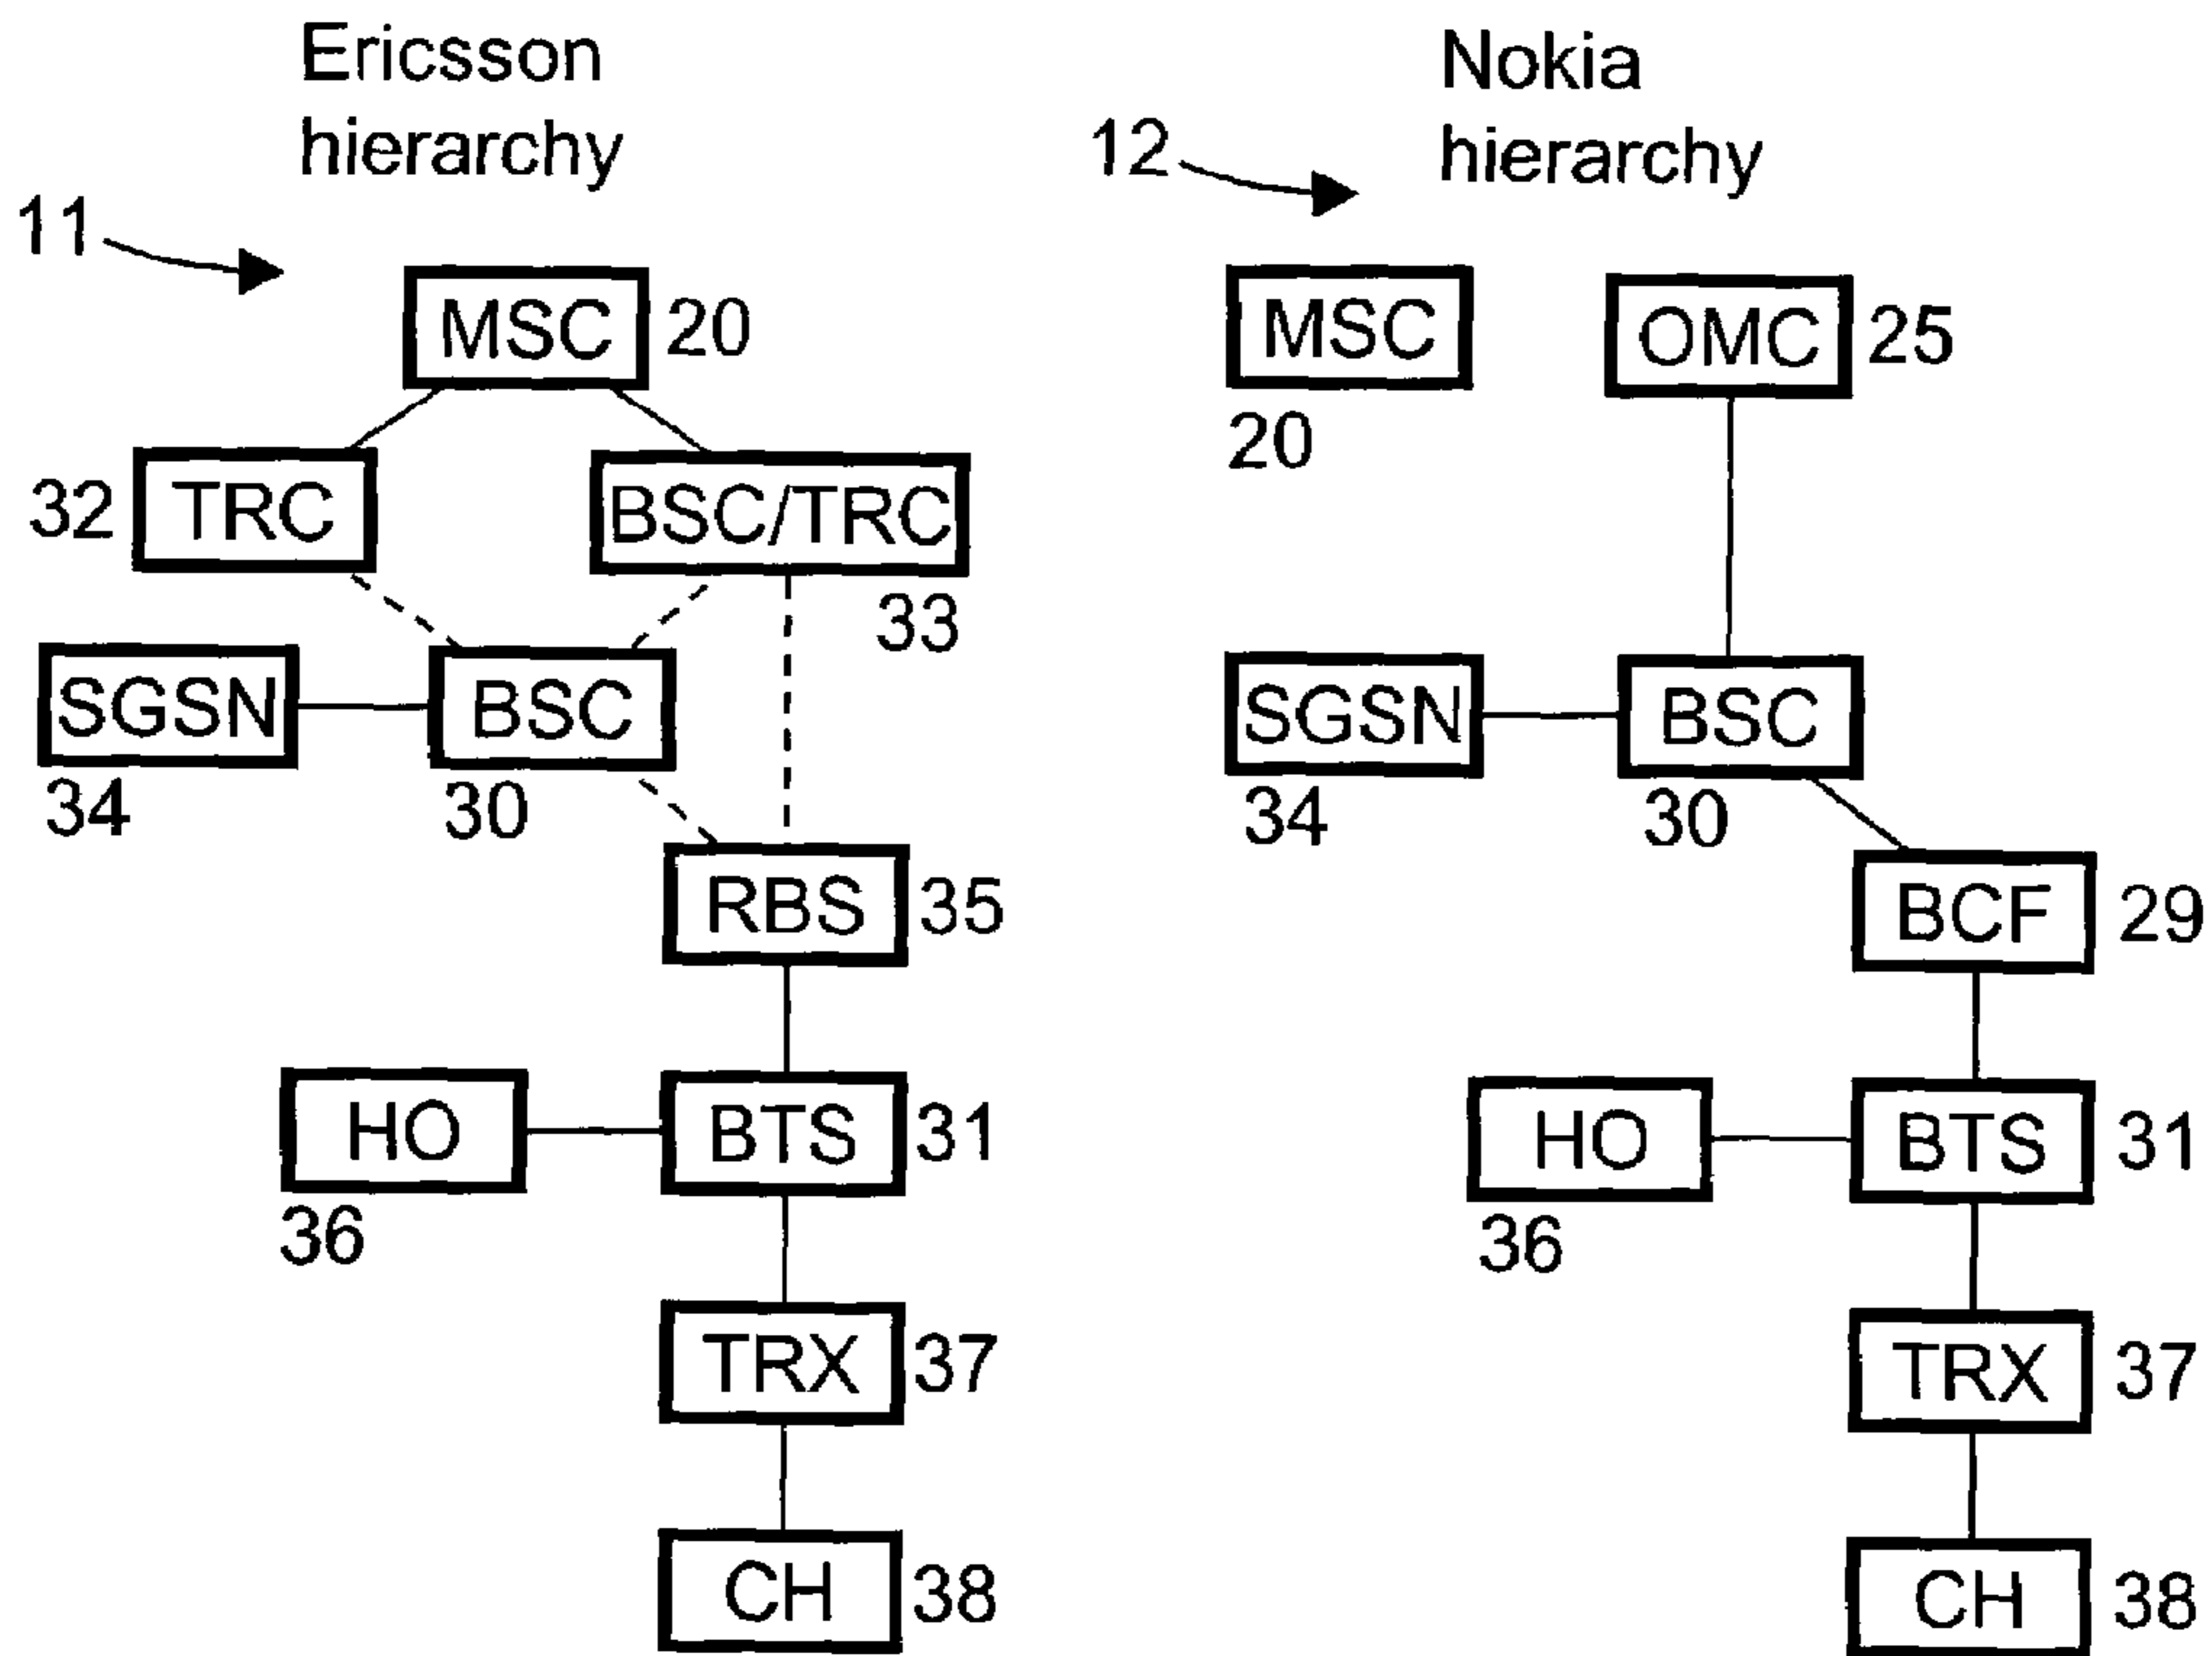 Ericsson
hierarchy
11
MSC 20
32 TRC
BSC/TRC
33
SGSN
34
BSC
30
RBS 35
HO
36
BTS 31
TRX 37
CH 38
Nokia
hierarchy
12
MSC
20
OMC 25
SGSN
34
BSC
30
BCF 29
HO
36
BTS 31
TRX 37
CH 38